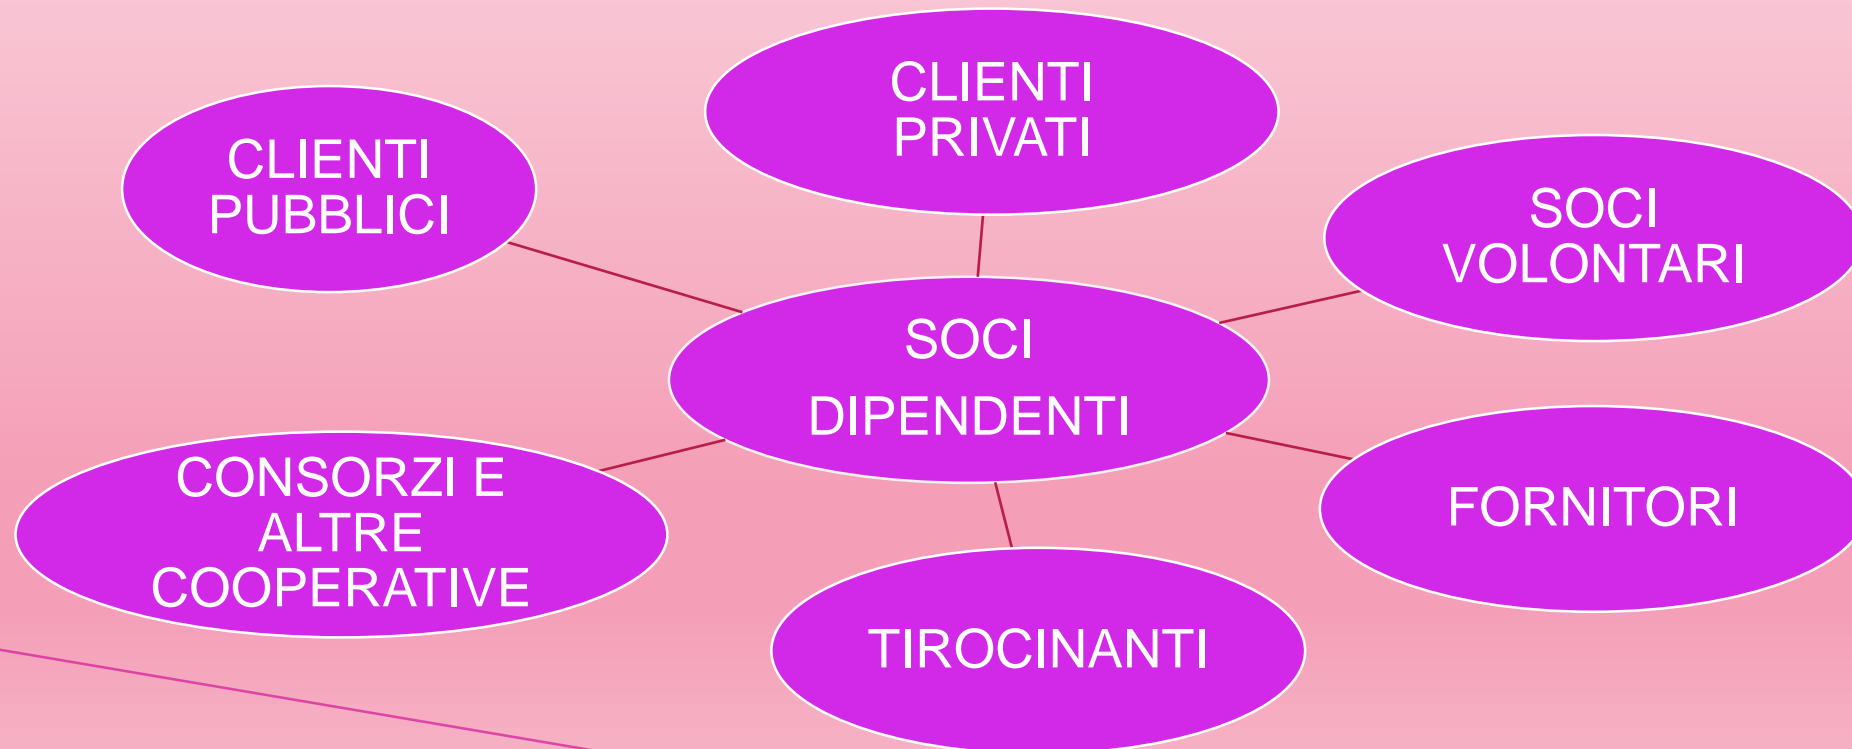 CLIENTI
PRIVATI
CLIENTI
PUBBLICI
SOCI
VOLONTARI
SOCI
DIPENDENTI
CONSORZI E
ALTRE
COOPERATIVE
FORNITORI
TIROCINANTI